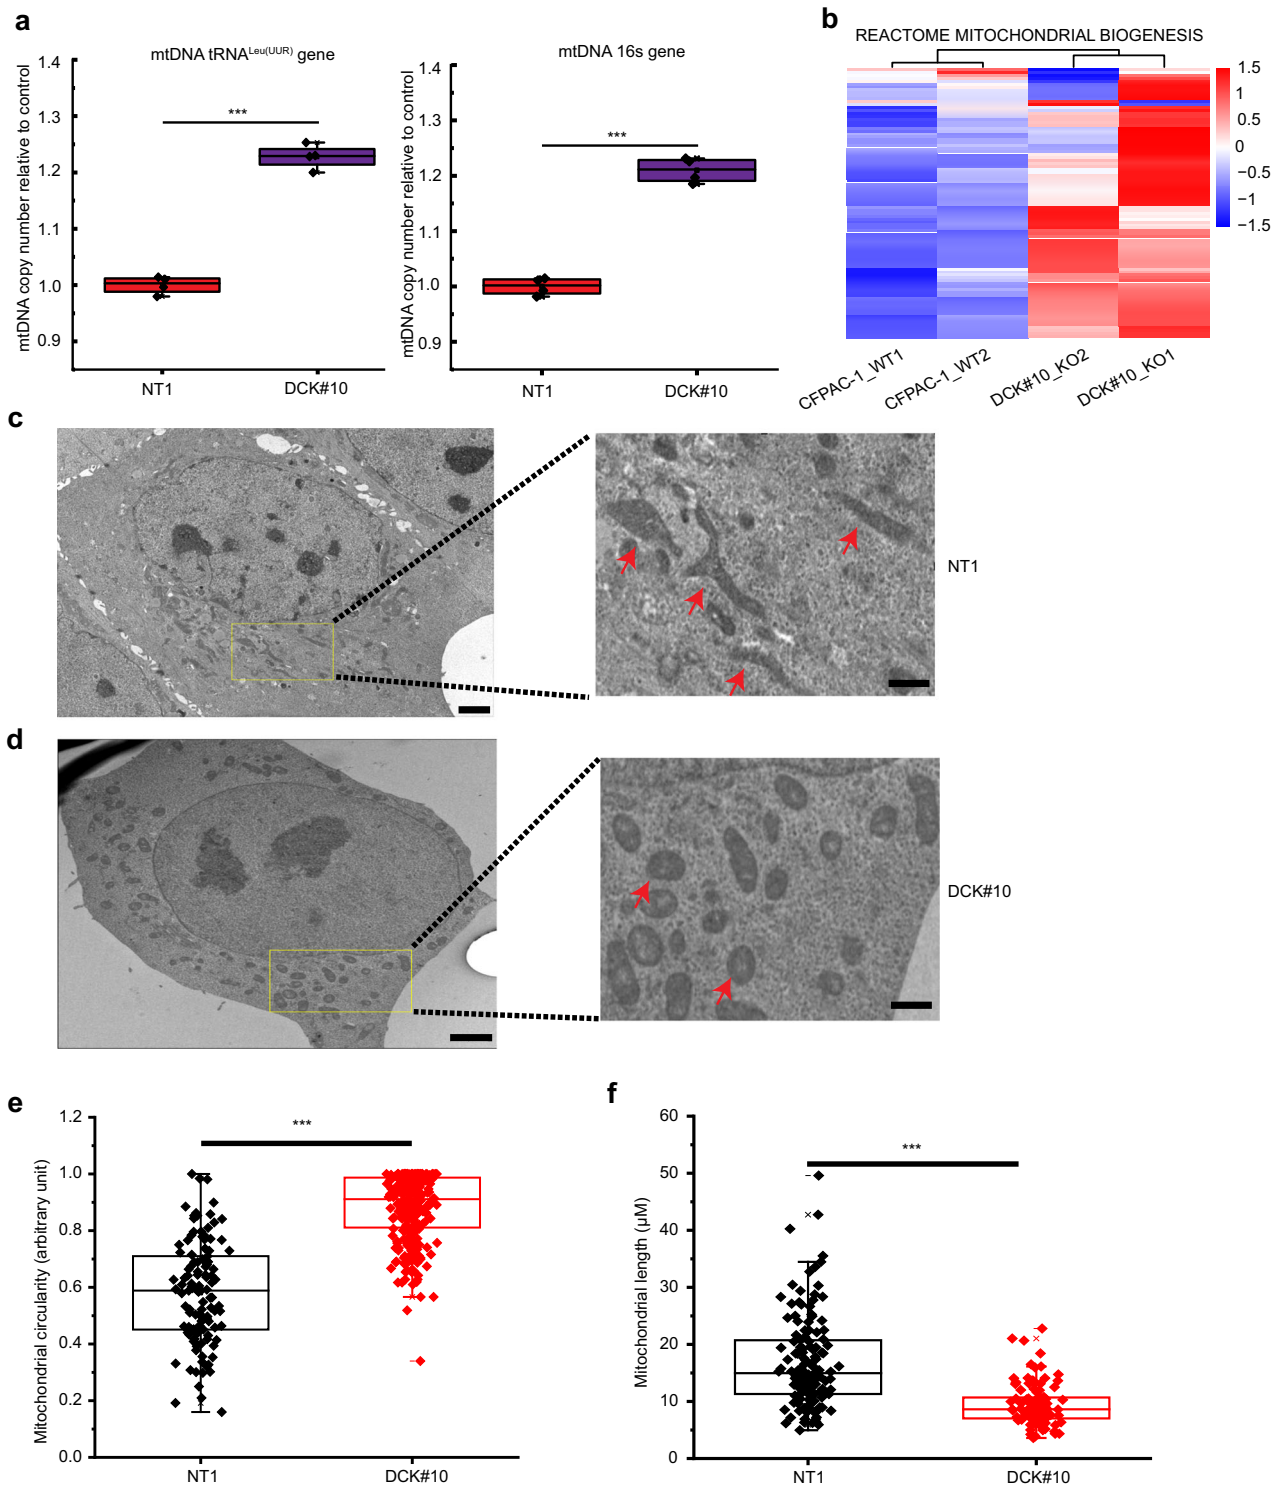 a
mtDNA tRNA^Leu(UUR) gene
mtDNA copy number relative to control
1.4
1.3
1.2
1.1
1.0
0.9
***
NT1
DCK#10
mtDNA 16s gene
mtDNA copy number relative to control
1.4
1.3
1.2
1.1
1.0
0.9
***
NT1
DCK#10
b
REACTOME MITOCHONDRIAL BIOGENESIS
1.5
1
0.5
0
−0.5
−1
−1.5
CFPAC-1_WT1
CFPAC-1_WT2
DCK#10_KO2
DCK#10_KO1
c
NT1
d
DCK#10
e
Mitochondrial circularity (arbitrary unit)
1.2
1.0
0.8
0.6
0.4
0.2
0.0
***
NT1
DCK#10
f
Mitochondrial length (µM)
60
50
40
30
20
10
0
***
NT1
DCK#10